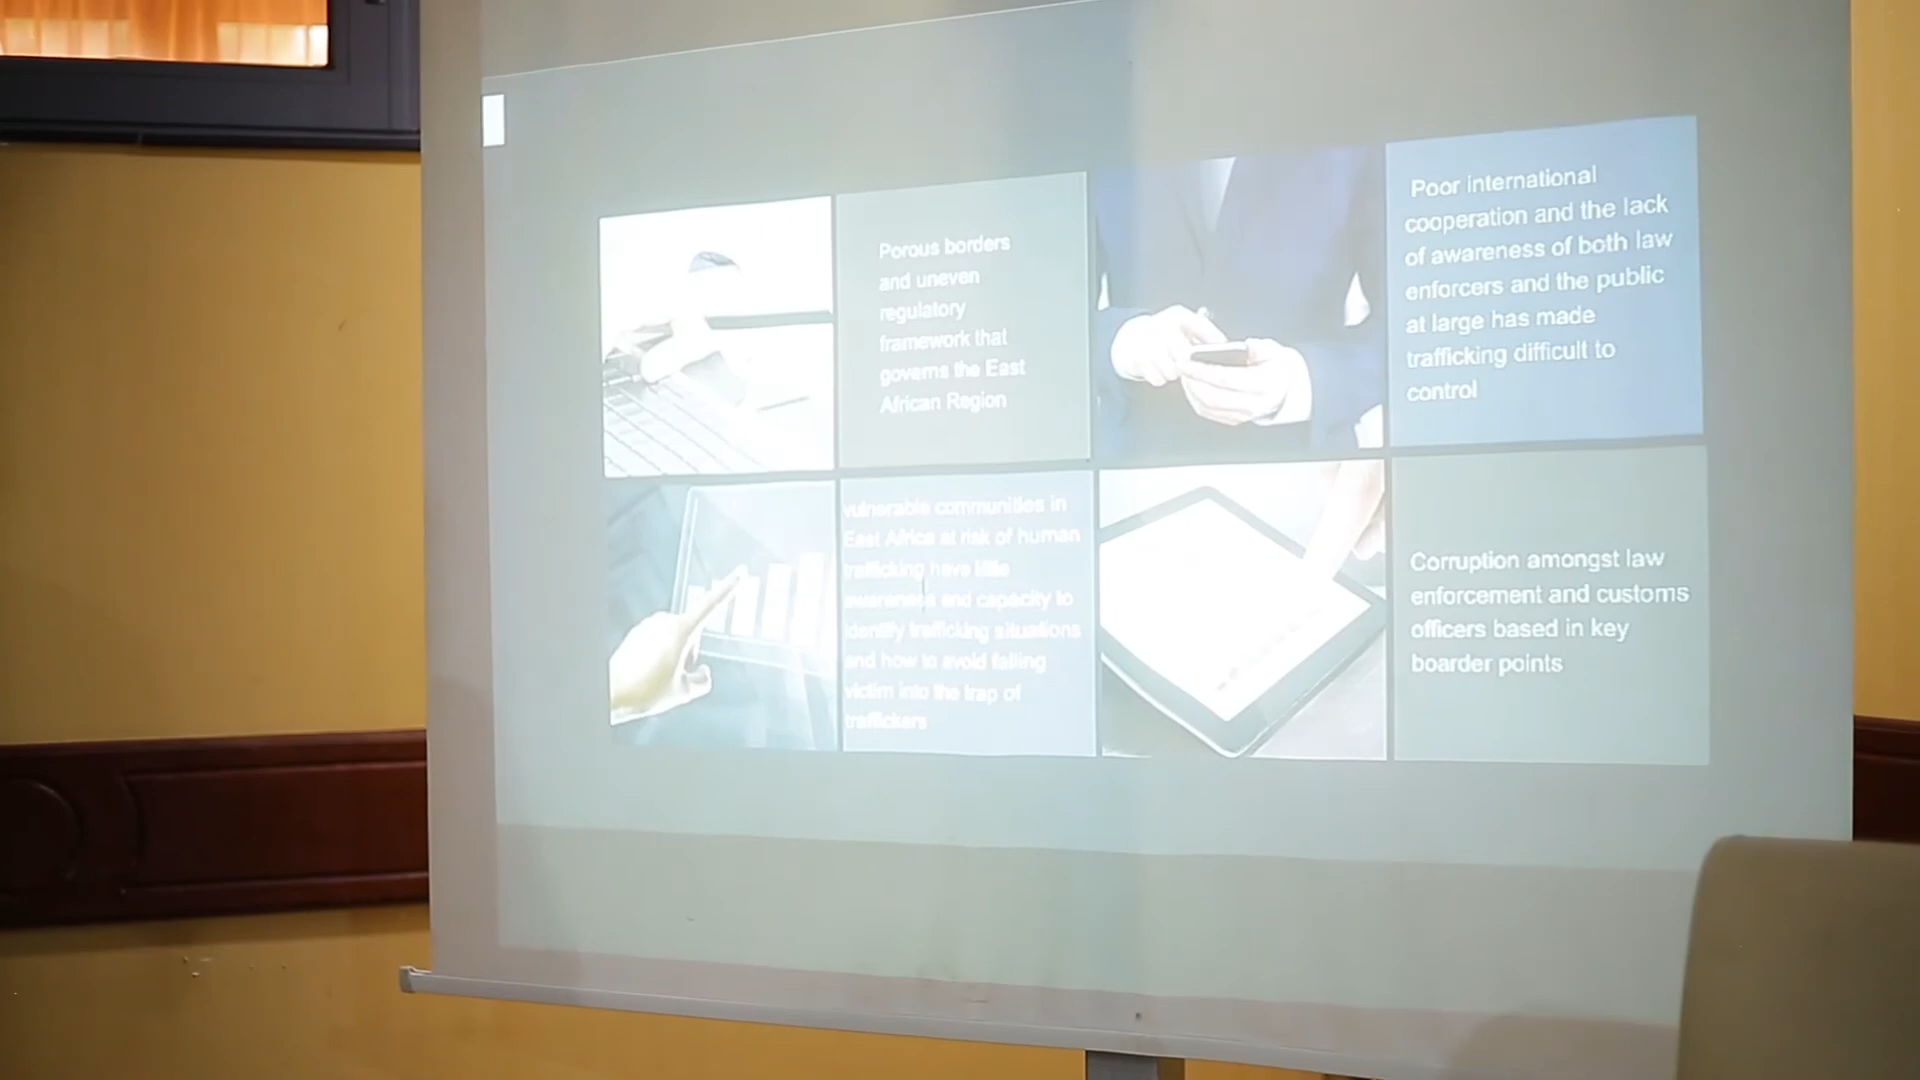 Porous borders
and uneven
regulatory
framework that
governs the East
African Region
Poor international
cooperation and the lack
of awareness of both law
enforcers and the public
at large has made
trafficking difficult to
control
vulnerable communities in
East Africa at risk of human
trafficking have little
awareness and capacity to
identify trafficking situations
and how to avoid falling
victim into the trap of
traffickers
Corruption amongst law
enforcement and customs
officers based in key
boarder points